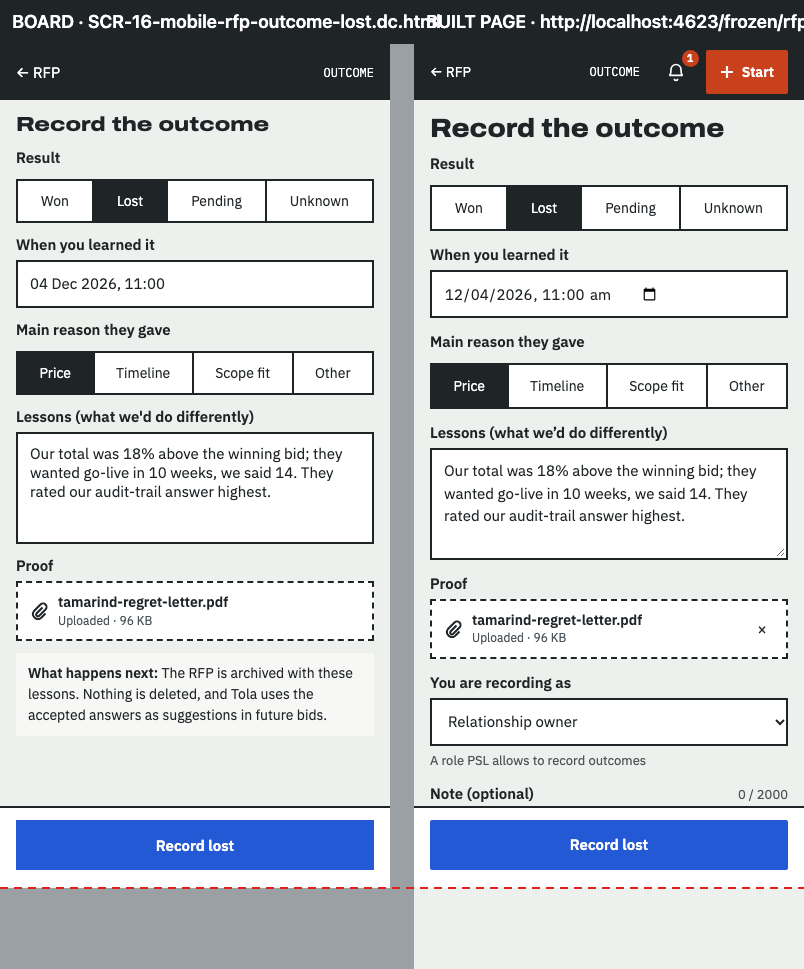 BOARD · SCR-16-mobile-rfp-outcome-lost.dc.html
← RFP
OUTCOME
Record the outcome
Result
Won
Lost
Pending
Unknown
When you learned it
04 Dec 2026, 11:00
Main reason they gave
Price
Timeline
Scope fit
Other
Lessons (what we'd do differently)
Our total was 18% above the winning bid; they
wanted go-live in 10 weeks, we said 14. They
rated our audit-trail answer highest.
Proof
tamarind-regret-letter.pdf
Uploaded · 96 KB
What happens next: The RFP is archived with these
lessons. Nothing is deleted, and Tola uses the
accepted answers as suggestions in future bids.
Record lost
BUILT PAGE · http://localhost:4623/frozen/rfp
← RFP
OUTCOME
1
+ Start
Record the outcome
Result
Won
Lost
Pending
Unknown
When you learned it
12/04/2026, 11:00 am
Main reason they gave
Price
Timeline
Scope fit
Other
Lessons (what we’d do differently)
Our total was 18% above the winning bid; they
wanted go-live in 10 weeks, we said 14. They
rated our audit-trail answer highest.
Proof
tamarind-regret-letter.pdf
Uploaded · 96 KB
×
You are recording as
Relationship owner
A role PSL allows to record outcomes
Note (optional)
0 / 2000
Record lost